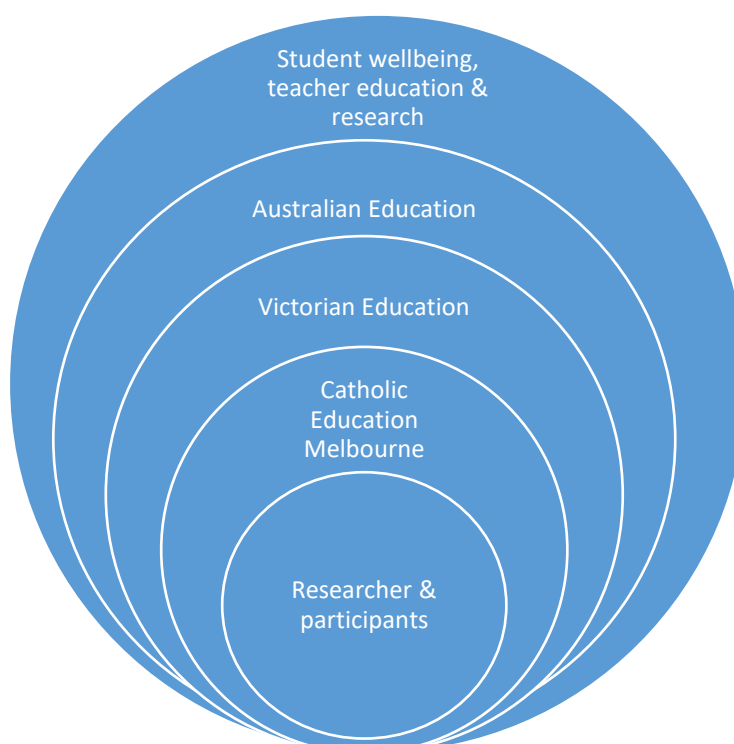 Student wellbeing,
teacher education &
research
Australian Education
Victorian Education
Catholic
Education
Melbourne
Researcher &
participants